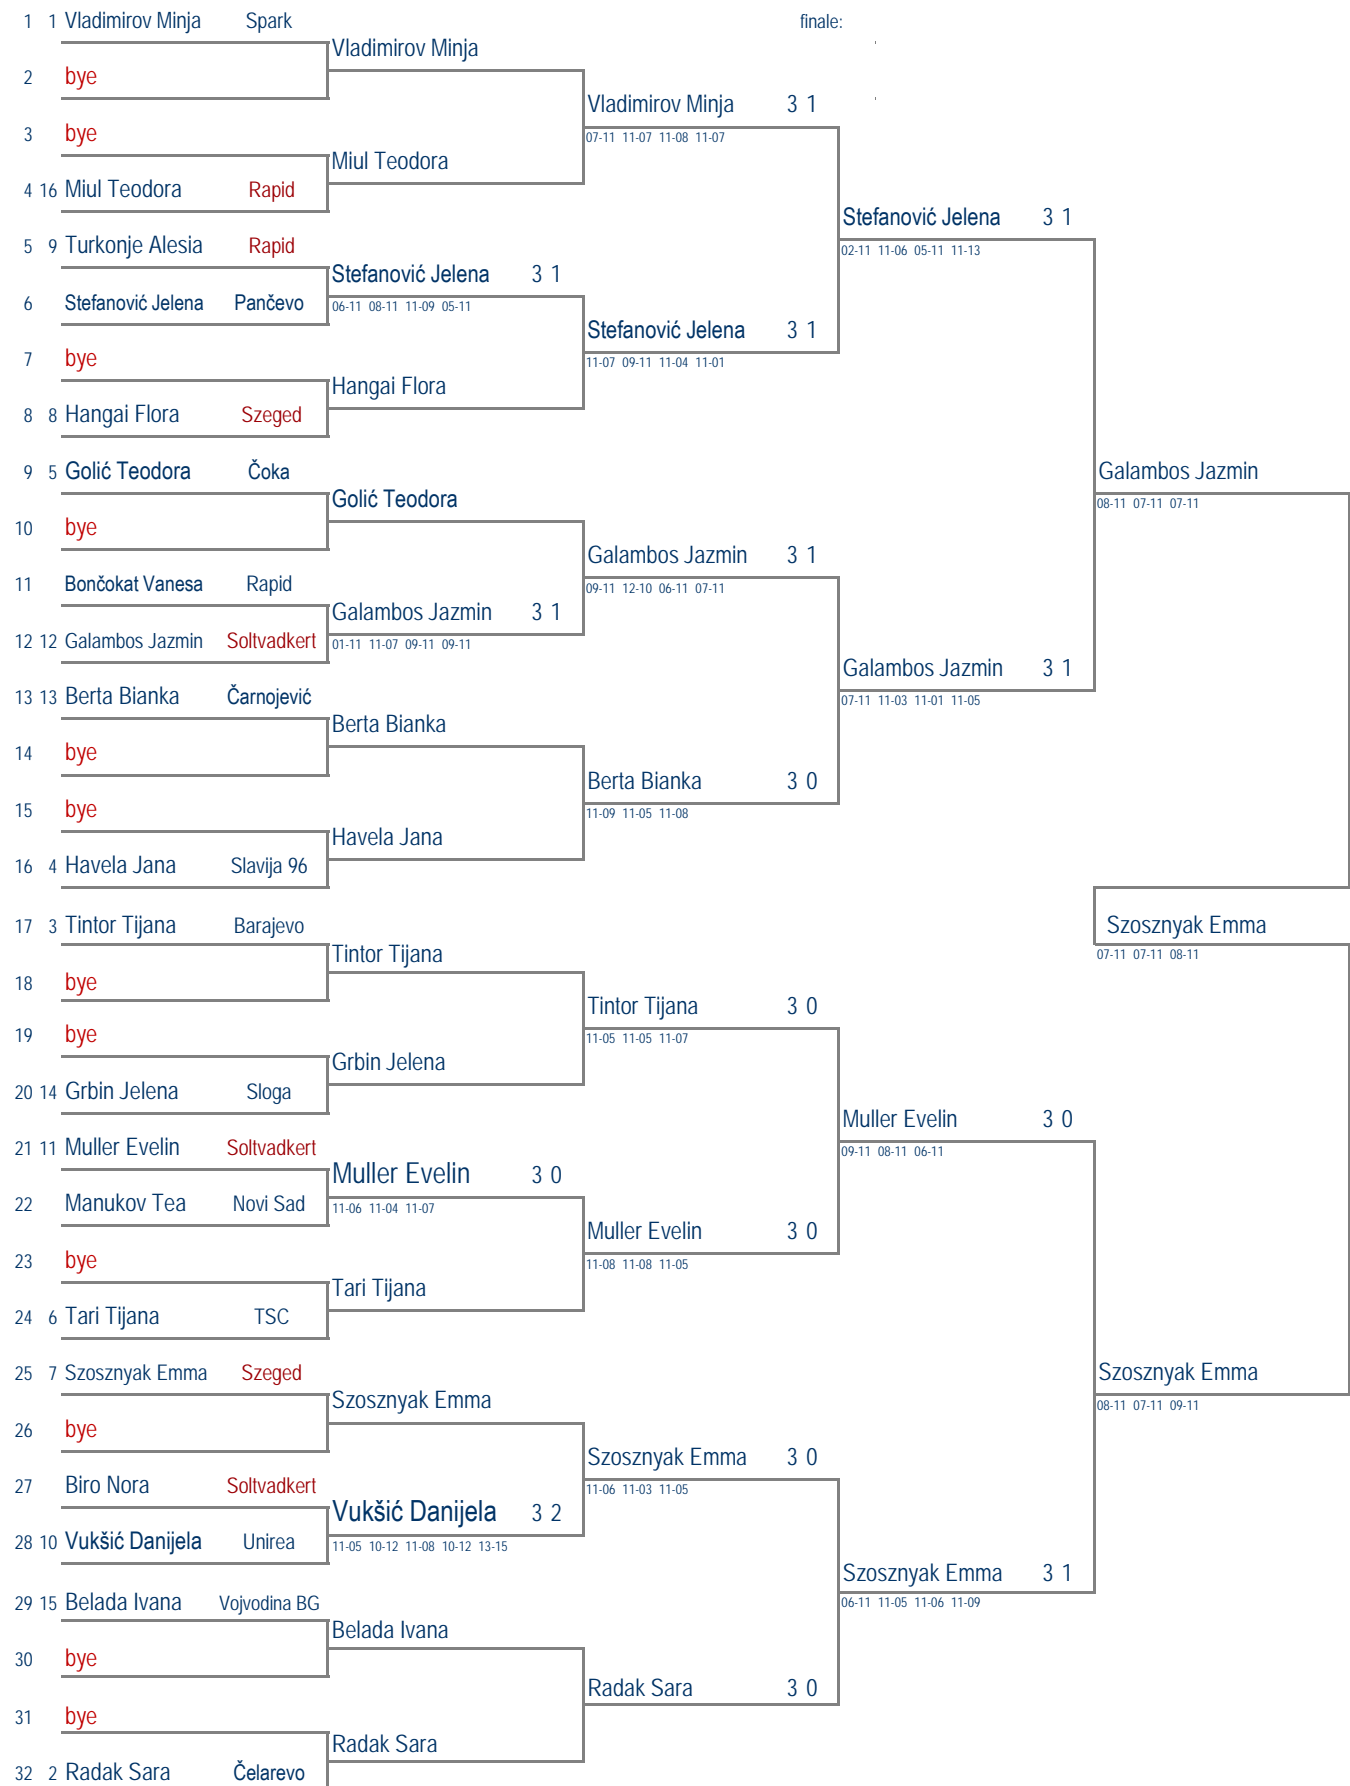 1 1 Vladimirov Minja Spark finale:
Vladimirov Minja
2 bye
Vladimirov Minja 3 1
3 bye
07-11 11-07 11-08 11-07
Miul Teodora
4 16 Miul Teodora Rapid
Stefanović Jelena 3 1
5 9 Turkonje Alesia Rapid
02-11 11-06 05-11 11-13
Stefanović Jelena 3 1
6 Stefanović Jelena Pančevo
06-11 08-11 11-09 05-11
Stefanović Jelena 3 1
7 bye
11-07 09-11 11-04 11-01
Hangai Flora
8 8 Hangai Flora Szeged
9 5 Golić Teodora Čoka
Galambos Jazmin
08-11 07-11 07-11
Golić Teodora
10 bye
Galambos Jazmin 3 1
11 Bončokat Vanesa Rapid
09-11 12-10 06-11 07-11
Galambos Jazmin 3 1
12 12 Galambos Jazmin Soltvadkert
01-11 11-07 09-11 09-11
Galambos Jazmin 3 1
13 13 Berta Bianka Čarnojević
07-11 11-03 11-01 11-05
Berta Bianka
14 bye
Berta Bianka 3 0
15 bye
11-09 11-05 11-08
Havela Jana
16 4 Havela Jana Slavija 96
17 3 Tintor Tijana Barajevo
Szosznyak Emma
Tintor Tijana
07-11 07-11 08-11
18 bye
Tintor Tijana 3 0
19 bye
11-05 11-05 11-07
Grbin Jelena
20 14 Grbin Jelena Sloga
Muller Evelin 3 0
21 11 Muller Evelin Soltvadkert
09-11 08-11 06-11
Muller Evelin 3 0
22 Manukov Tea Novi Sad
11-06 11-04 11-07
Muller Evelin 3 0
23 bye
11-08 11-08 11-05
Tari Tijana
24 6 Tari Tijana TSC
25 7 Szosznyak Emma Szeged
Szosznyak Emma
08-11 07-11 09-11
Szosznyak Emma
26 bye
Szosznyak Emma 3 0
27 Biro Nora Soltvadkert
11-06 11-03 11-05
Vukšić Danijela 3 2
28 10 Vukšić Danijela Unirea
11-05 10-12 11-08 10-12 13-15
Szosznyak Emma 3 1
29 15 Belada Ivana Vojvodina BG
06-11 11-05 11-06 11-09
Belada Ivana
30 bye
Radak Sara 3 0
31 bye
Radak Sara
32 2 Radak Sara Čelarevo